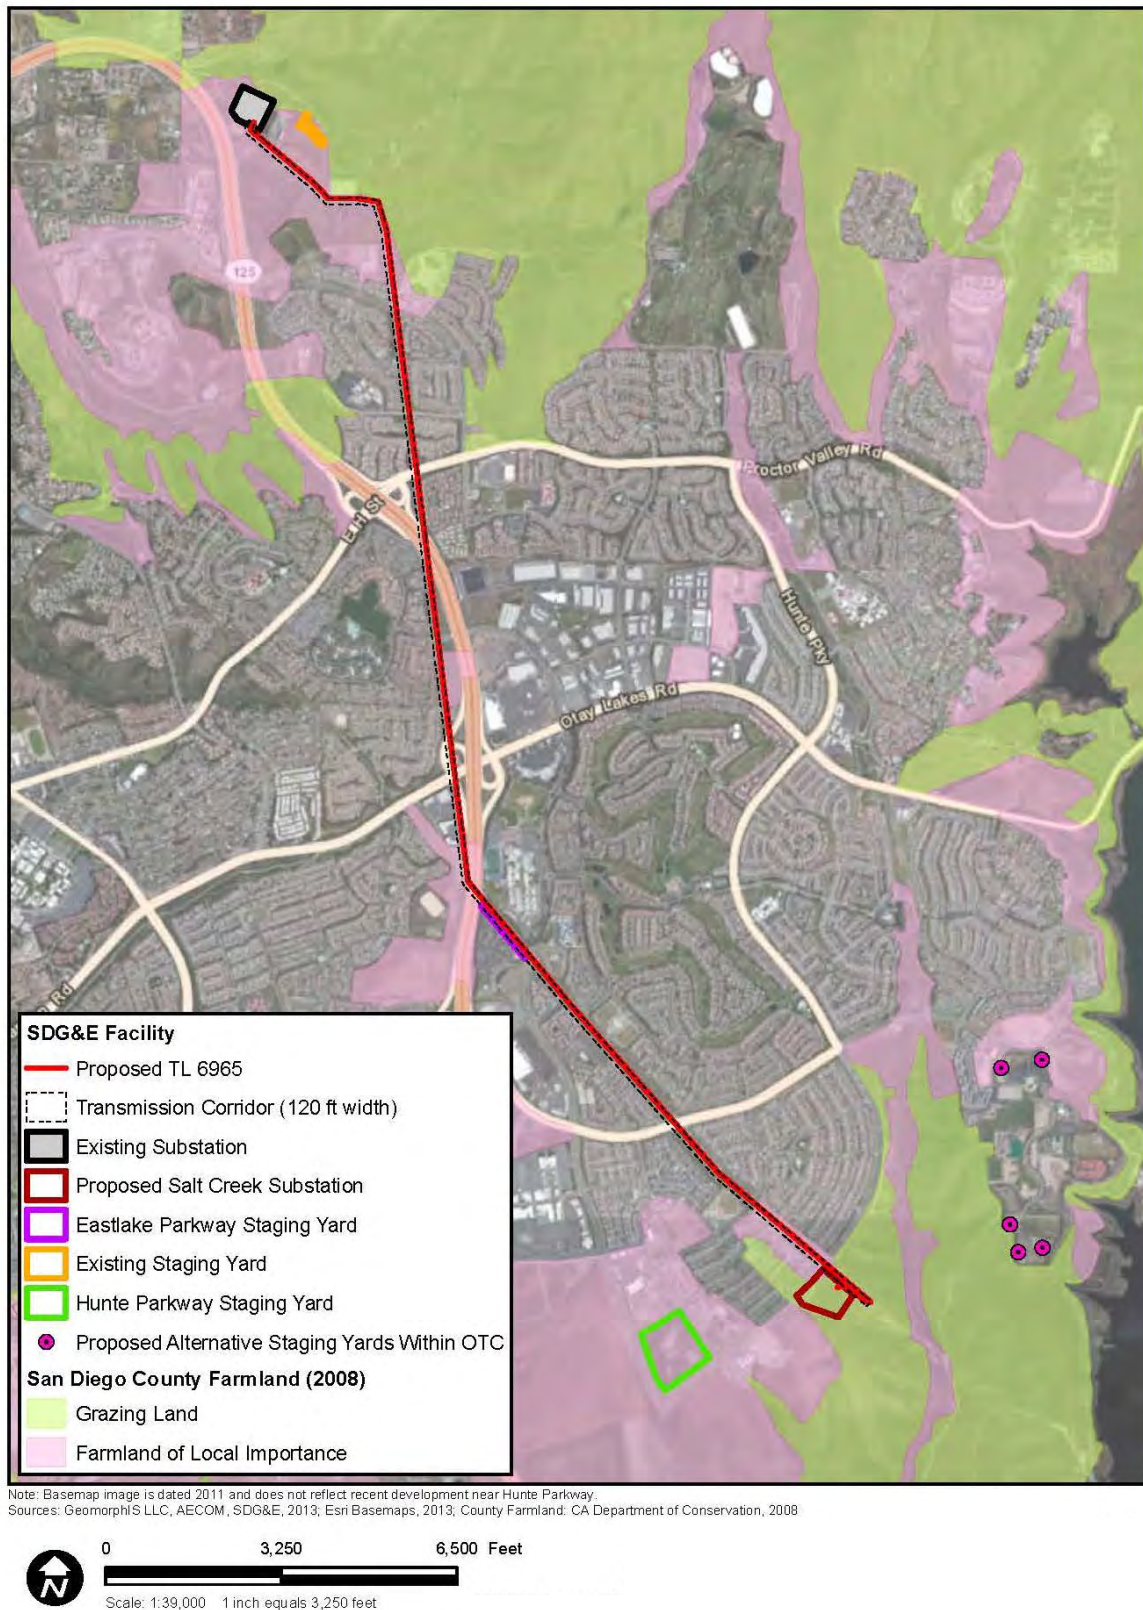 125
E H St
Proctor Valley Rd
Hunte Pky
Otay Lakes Rd
Rd
SDG&E Facility
Proposed TL 6965
Transmission Corridor (120 ft width)
Existing Substation
Proposed Salt Creek Substation
Eastlake Parkway Staging Yard
Existing Staging Yard
Hunte Parkway Staging Yard
Proposed Alternative Staging Yards Within OTC
San Diego County Farmland (2008)
Grazing Land
Farmland of Local Importance
Note: Basemap image is dated 2011 and does not reflect recent development near Hunte Parkway.
Sources: GeomorphIS LLC, AECOM, SDG&E, 2013; Esri Basemaps, 2013; County Farmland: CA Department of Conservation, 2008
0 3,250 6,500 Feet
N
Scale: 1:39,000 1 inch equals 3,250 feet